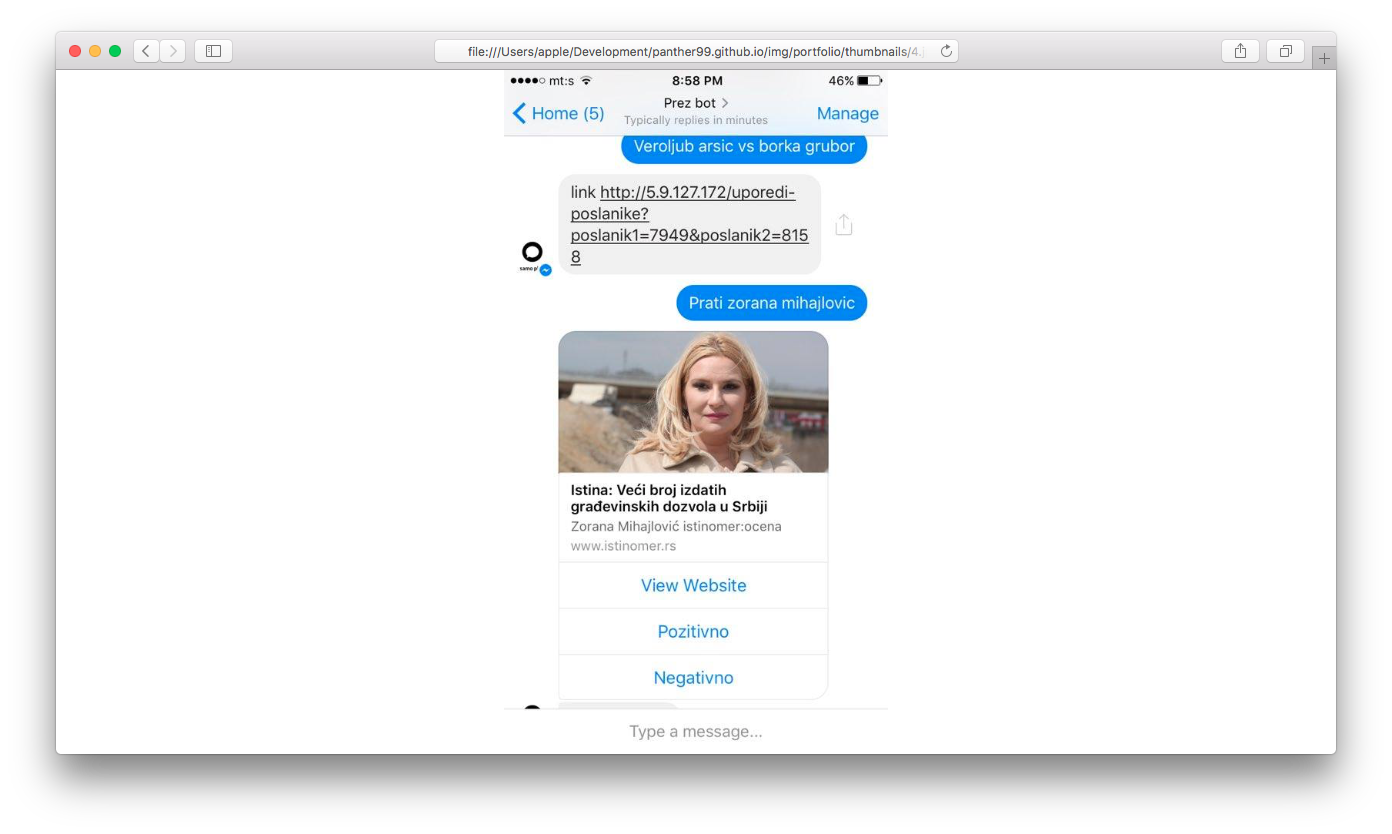 file:///Users/apple/Development/panther99.github.io/img/portfolio/thumbnails/4.
mt:s 8:58 PM 46%
Home (5) Prez bot Manage
Typically replies in minutes
Veroljub arsic vs borka grubor
link http://5.9.127.172/uporedi-
poslanike?
poslanik1=7949&poslanik2=815
8
samo p
Prati zorana mihajlovic
Istina: Veći broj izdatih
građevinskih dozvola u Srbiji
Zorana Mihajlović istinomer:ocena
www.istinomer.rs
View Website
Pozitivno
Negativno
Type a message...